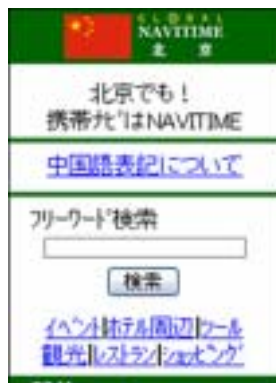 GLOBAL
NAVITIME
北 京
北京でも！
携帯ナビはNAVITIME
中国語表記について
フリーワード検索
検索
イベント|ホテル周辺|ツール
観光|レストラン|ショッピング